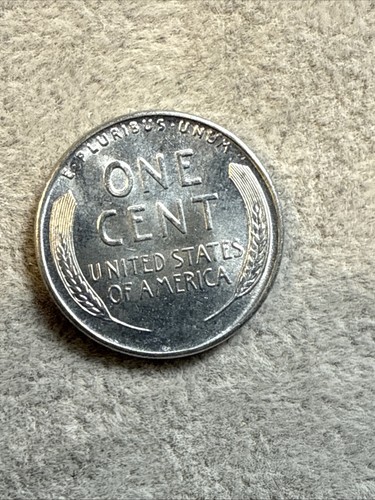 E·PLURIBUS·UNUM
ONE
CENT
UNITED STATES
OF AMERICA